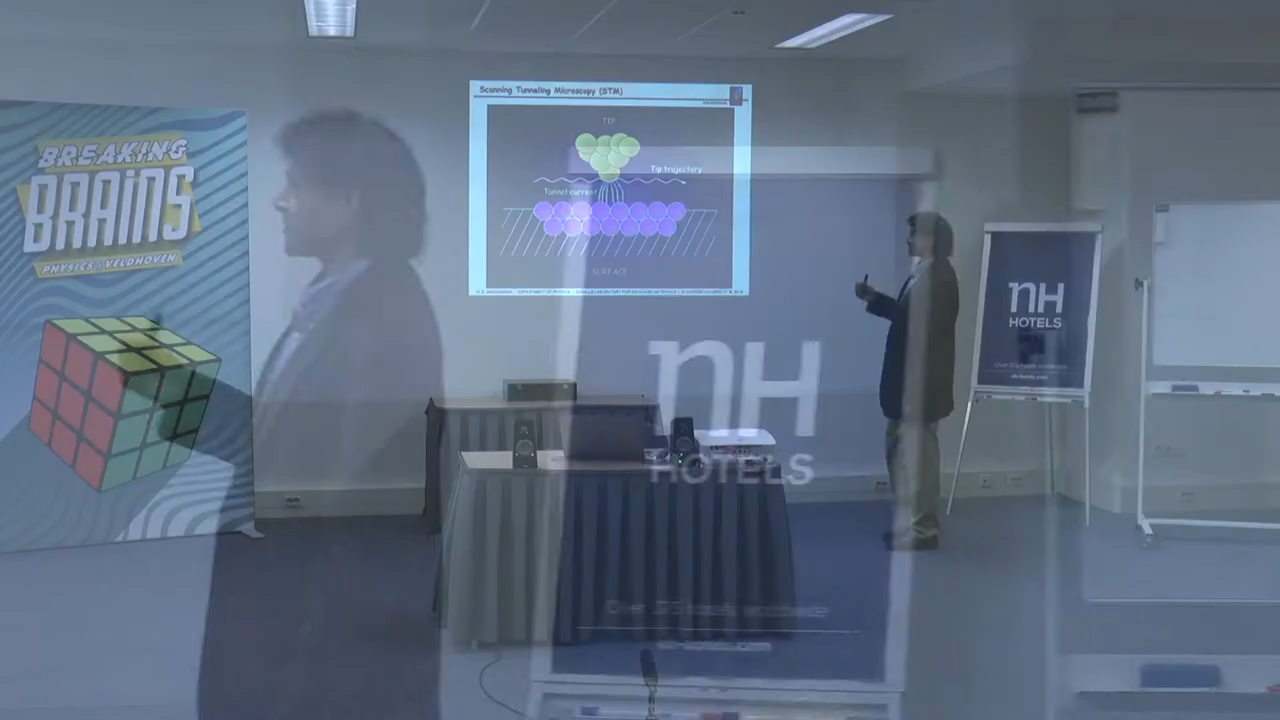 BREAKING
BRAINS
PHYSICS @ VELDHOVEN
Scanning Tunneling Microscopy (STM)
TIP
Tip trajectory
Tunnel current
SURFACE
nH
HOTELS
nH
HOTELS